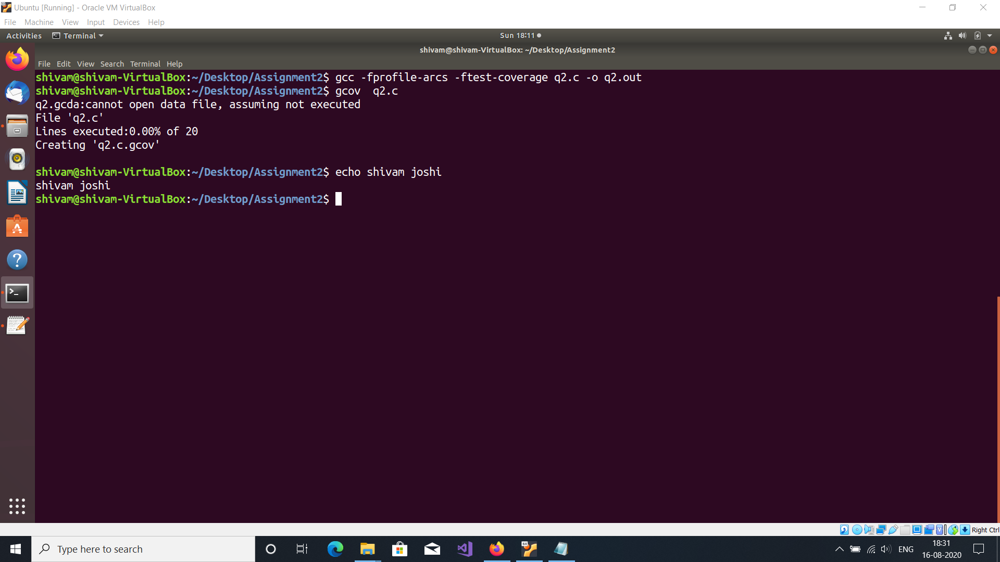 Ubuntu [Running] - Oracle VM VirtualBox
File Machine View Input Devices Help
Activities Terminal Sun 18:11
shivam@shivam-VirtualBox: ~/Desktop/Assignment2
File Edit View Search Terminal Help
shivam@shivam-VirtualBox:~/Desktop/Assignment2$ gcc -fprofile-arcs -ftest-coverage q2.c -o q2.out
shivam@shivam-VirtualBox:~/Desktop/Assignment2$ gcov  q2.c
q2.gcda:cannot open data file, assuming not executed
File 'q2.c'
Lines executed:0.00% of 20
Creating 'q2.c.gcov'
shivam@shivam-VirtualBox:~/Desktop/Assignment2$ echo shivam joshi
shivam joshi
shivam@shivam-VirtualBox:~/Desktop/Assignment2$
Right Ctrl
Type here to search
64
ENG
18:31
16-08-2020